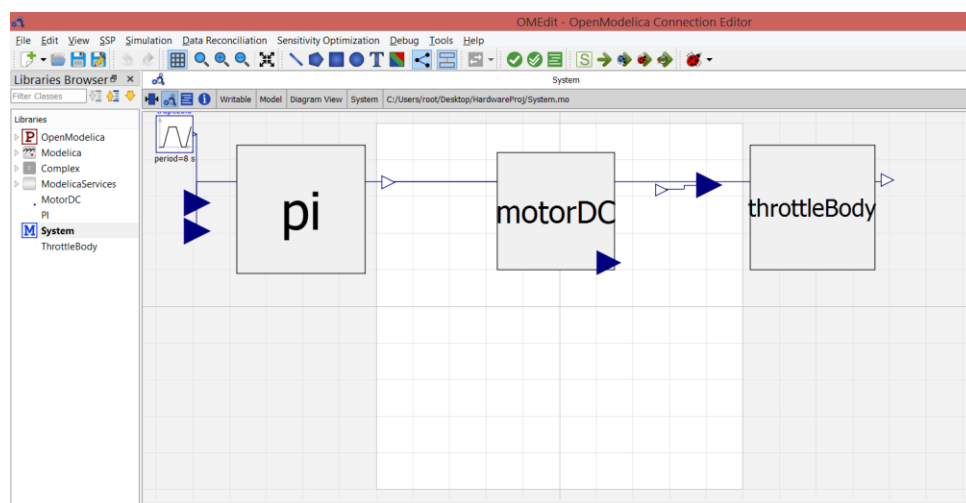 OMEdit - OpenModelica Connection Editor
File Edit View SSP Simulation Data Reconciliation Sensitivity Optimization Debug Tools Help
Libraries Browser
System
Filter Classes
Writable Model Diagram View System C:/Users/root/Desktop/HardwareProj/System.mo
Libraries
P OpenModelica
Modelica
Complex
ModelicaServices
MotorDC
PI
M System
ThrottleBody
period=8 s
pi
motorDC
throttleBody
T
S